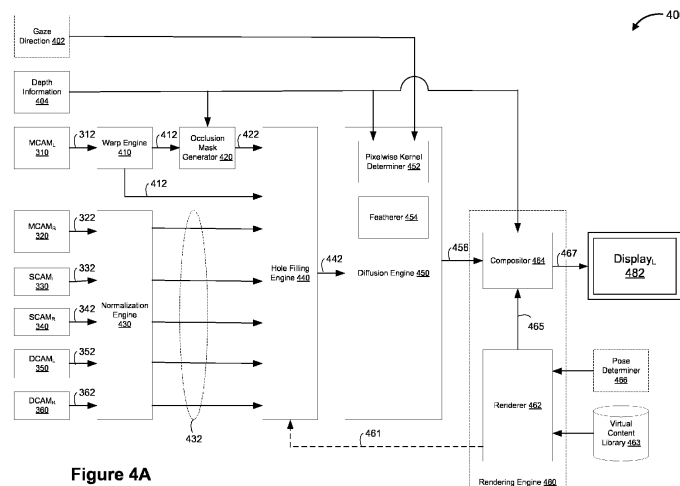 400
Gaze
Direction 402
Depth
Information 404
MCAML
310
312
Warp Engine
410
412
Occlusion
Mask
Generator
420
422
412
Pixelwise Kernel
Determiner 452
Featherer 454
MCAMR
320
322
SCAML
330
332
SCAMR
340
342
DCAML
350
352
DCAMR
360
362
Normalization
Engine
430
432
Hole Filling
Engine 440
442
Diffusion Engine 450
456
Compositor 464
467
DisplayL
482
465
Renderer 462
Pose
Determiner
466
Virtual
Content
Library 463
461
Rendering Engine 460
Figure 4A